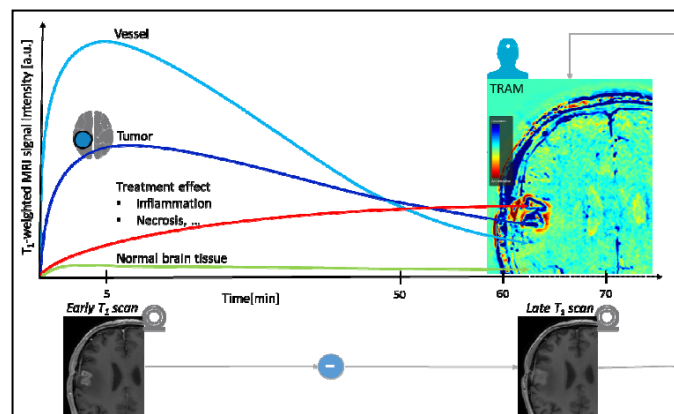 T1-weighted MRI signal intensity [a.u.]
Vessel
Tumor
Treatment effect
▪ Inflammation
▪ Necrosis, ...
Normal brain tissue
TRAM
5
50
60
70
Time[min]
Early T1 scan
Late T1 scan
−